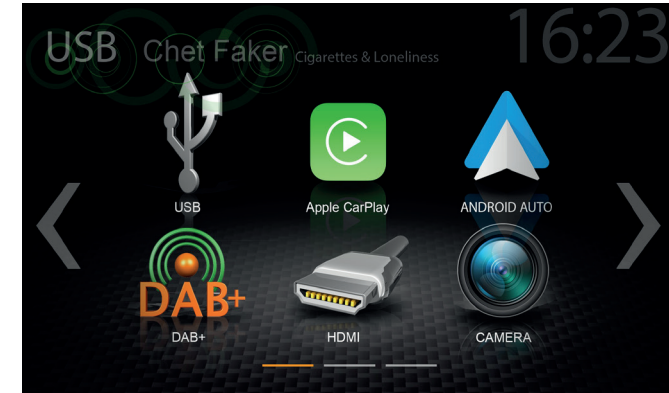 USB Chet Faker Cigarettes & Loneliness 16:23
USB Apple CarPlay ANDROID AUTO
DAB+
DAB+ HDMI CAMERA